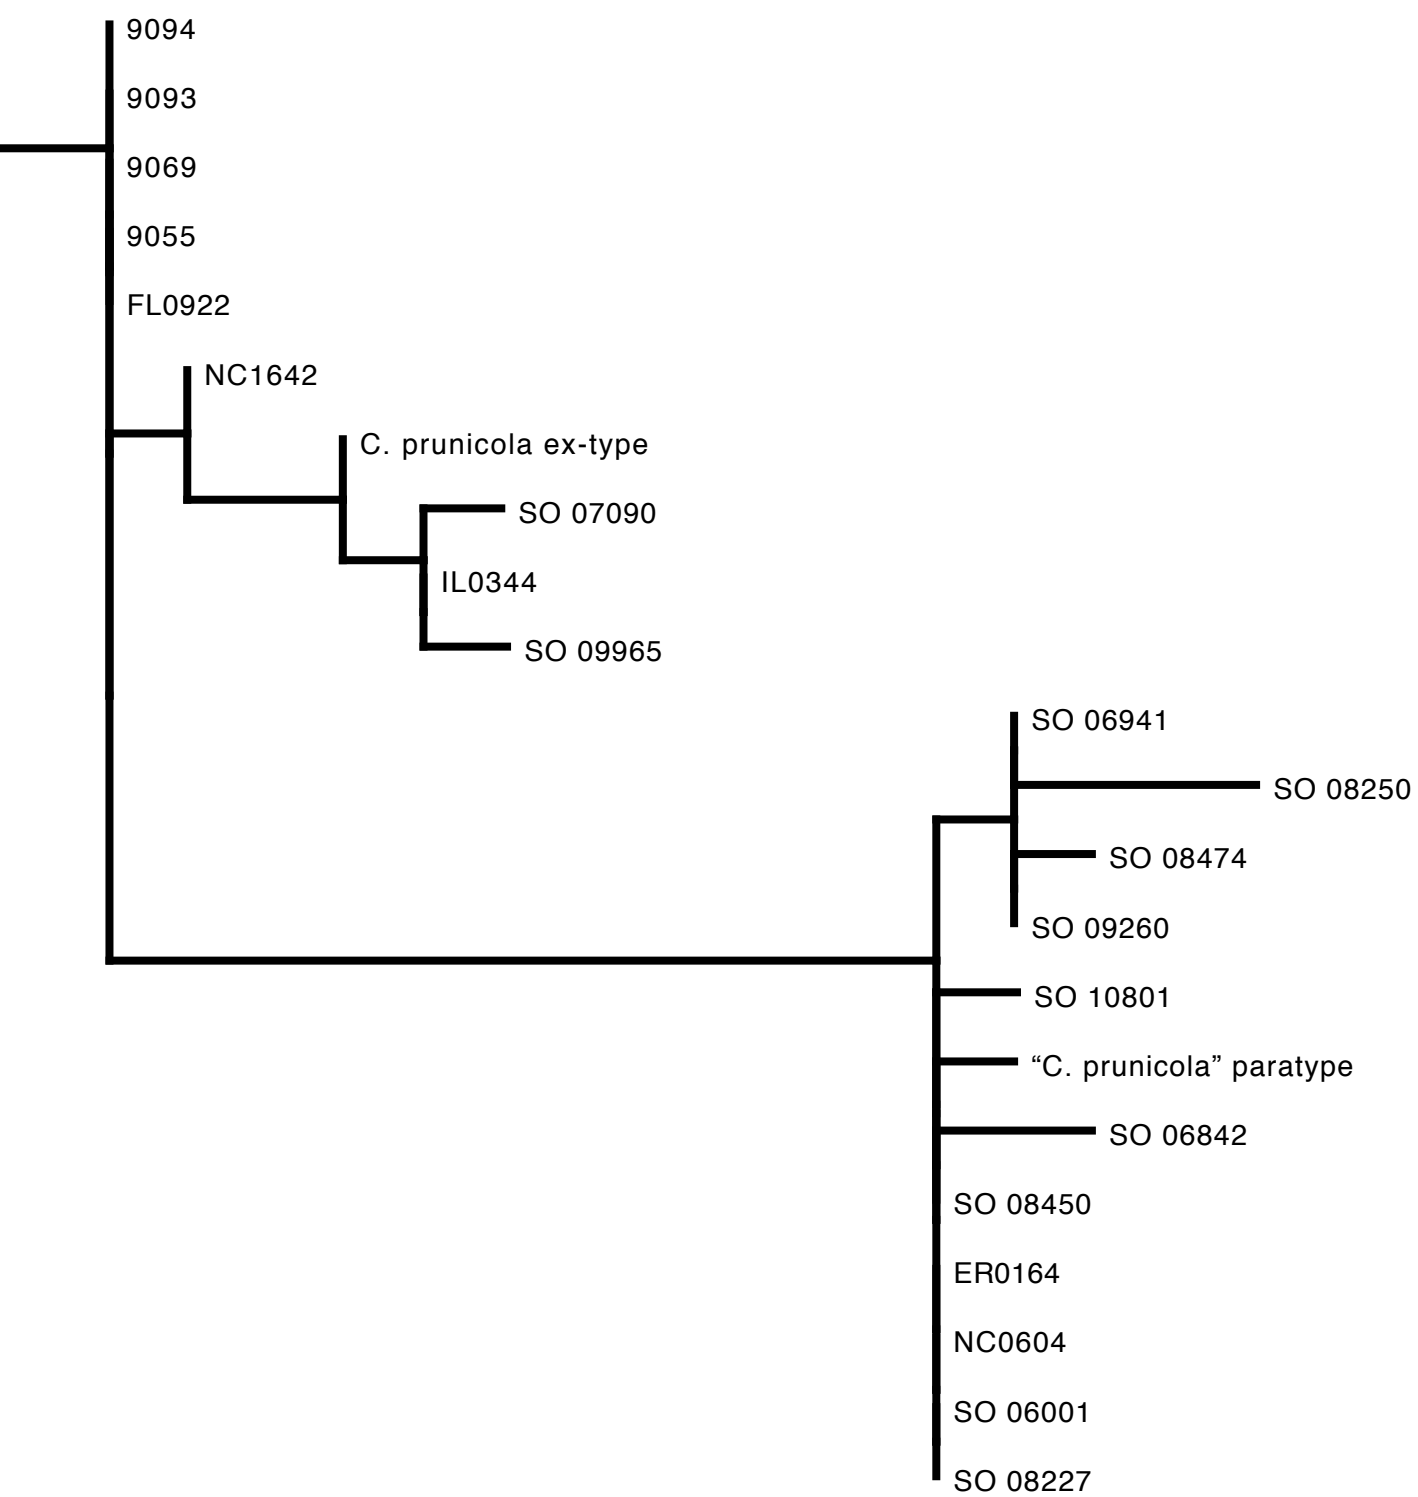 9094
9093
9069
9055
FL0922
NC1642
C. prunicola ex-type
SO 07090
IL0344
SO 09965
SO 06941
SO 08250
SO 08474
SO 09260
SO 10801
“C. prunicola” paratype
SO 06842
SO 08450
ER0164
NC0604
SO 06001
SO 08227